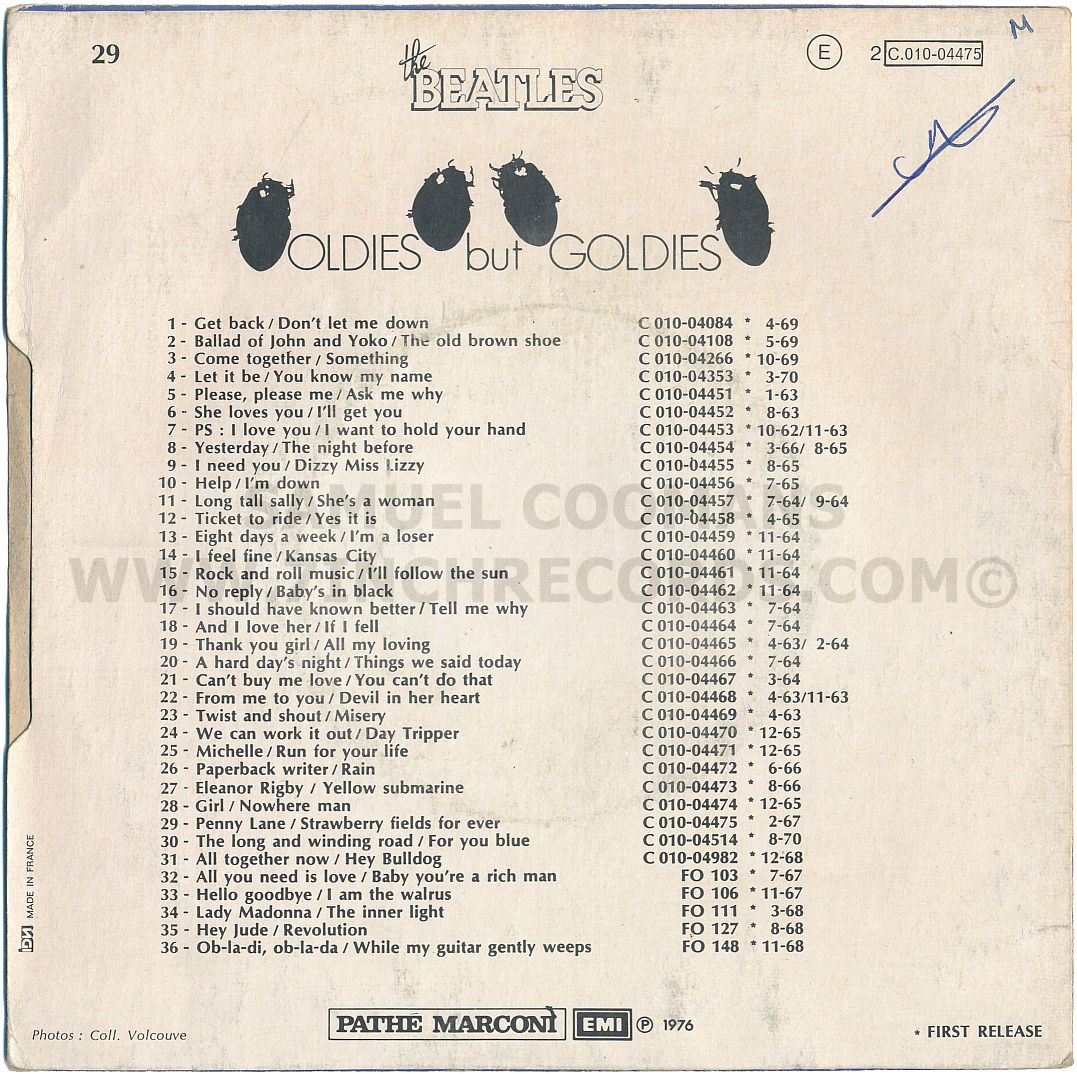 29
the BEATLES
E 2 C.010-04475
M
OLDIES but GOLDIES
1 - Get back / Don't let me down C 010-04084 * 4-69
2 - Ballad of John and Yoko / The old brown shoe C 010-04108 * 5-69
3 - Come together / Something C 010-04266 * 10-69
4 - Let it be / You know my name C 010-04353 * 3-70
5 - Please, please me / Ask me why C 010-04451 * 1-63
6 - She loves you / I'll get you C 010-04452 * 8-63
7 - PS : I love you / I want to hold your hand C 010-04453 * 10-62/11-63
8 - Yesterday / The night before C 010-04454 * 3-66/ 8-65
9 - I need you / Dizzy Miss Lizzy C 010-04455 * 8-65
10 - Help / I'm down C 010-04456 * 7-65
11 - Long tall sally / She's a woman C 010-04457 * 7-64/ 9-64
12 - Ticket to ride / Yes it is C 010-04458 * 4-65
13 - Eight days a week / I'm a loser C 010-04459 * 11-64
14 - I feel fine / Kansas City C 010-04460 * 11-64
15 - Rock and roll music / I'll follow the sun C 010-04461 * 11-64
16 - No reply / Baby's in black C 010-04462 * 11-64
17 - I should have known better / Tell me why C 010-04463 * 7-64
18 - And I love her / If I fell C 010-04464 * 7-64
19 - Thank you girl / All my loving C 010-04465 * 4-63/ 2-64
20 - A hard day's night / Things we said today C 010-04466 * 7-64
21 - Can't buy me love / You can't do that C 010-04467 * 3-64
22 - From me to you / Devil in her heart C 010-04468 * 4-63/11-63
23 - Twist and shout / Misery C 010-04469 * 4-63
24 - We can work it out / Day Tripper C 010-04470 * 12-65
25 - Michelle / Run for your life C 010-04471 * 12-65
26 - Paperback writer / Rain C 010-04472 * 6-66
27 - Eleanor Rigby / Yellow submarine C 010-04473 * 8-66
28 - Girl / Nowhere man C 010-04474 * 12-65
29 - Penny Lane / Strawberry fields for ever C 010-04475 * 2-67
30 - The long and winding road / For you blue C 010-04514 * 8-70
31 - All together now / Hey Bulldog C 010-04982 * 12-68
32 - All you need is love / Baby you're a rich man FO 103 * 7-67
33 - Hello goodbye / I am the walrus FO 106 * 11-67
34 - Lady Madonna / The inner light FO 111 * 3-68
35 - Hey Jude / Revolution FO 127 * 8-68
36 - Ob-la-di, ob-la-da / While my guitar gently weeps FO 148 * 11-68
MADE IN FRANCE
Photos : Coll. Volcouve
PATHÉ MARCONI EMI ℗ 1976
* FIRST RELEASE
SAMUEL